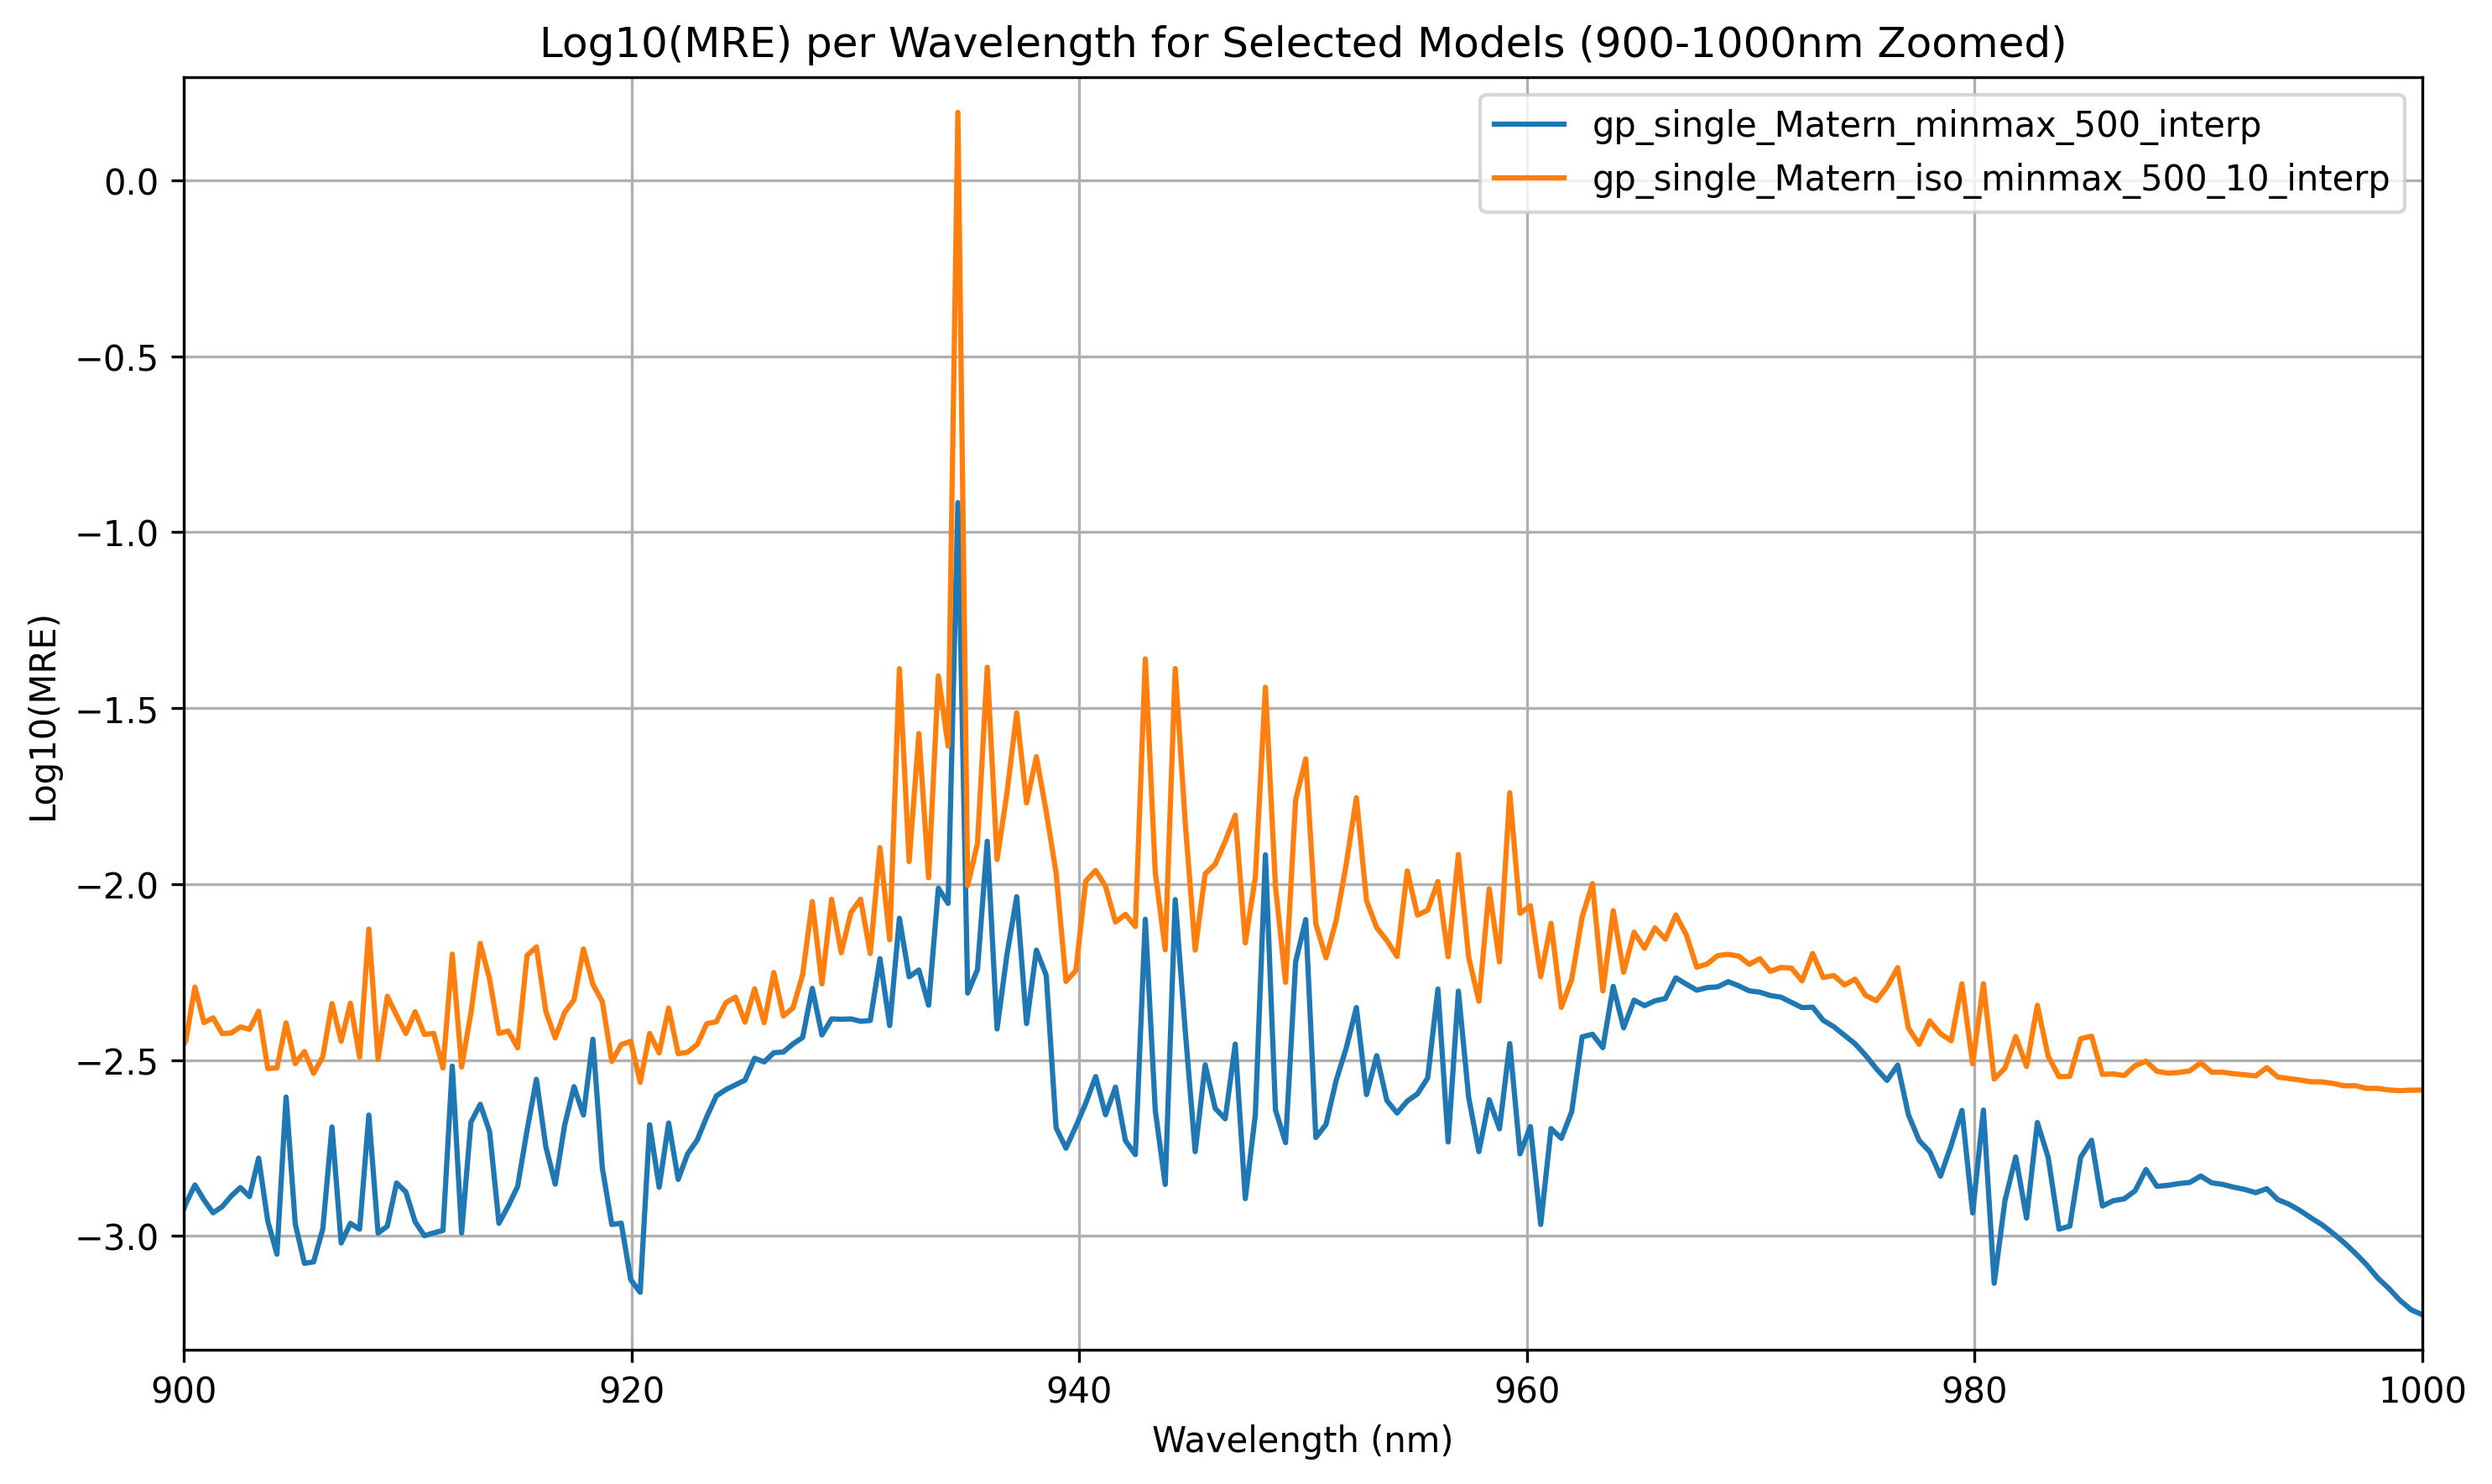 Log10(MRE) per Wavelength for Selected Models (900-1000nm Zoomed)
gp_single_Matern_minmax_500_interp
gp_single_Matern_iso_minmax_500_10_interp
Log10(MRE)
0.0
−0.5
−1.0
−1.5
−2.0
−2.5
−3.0
900 920 940 960 980 1000
Wavelength (nm)